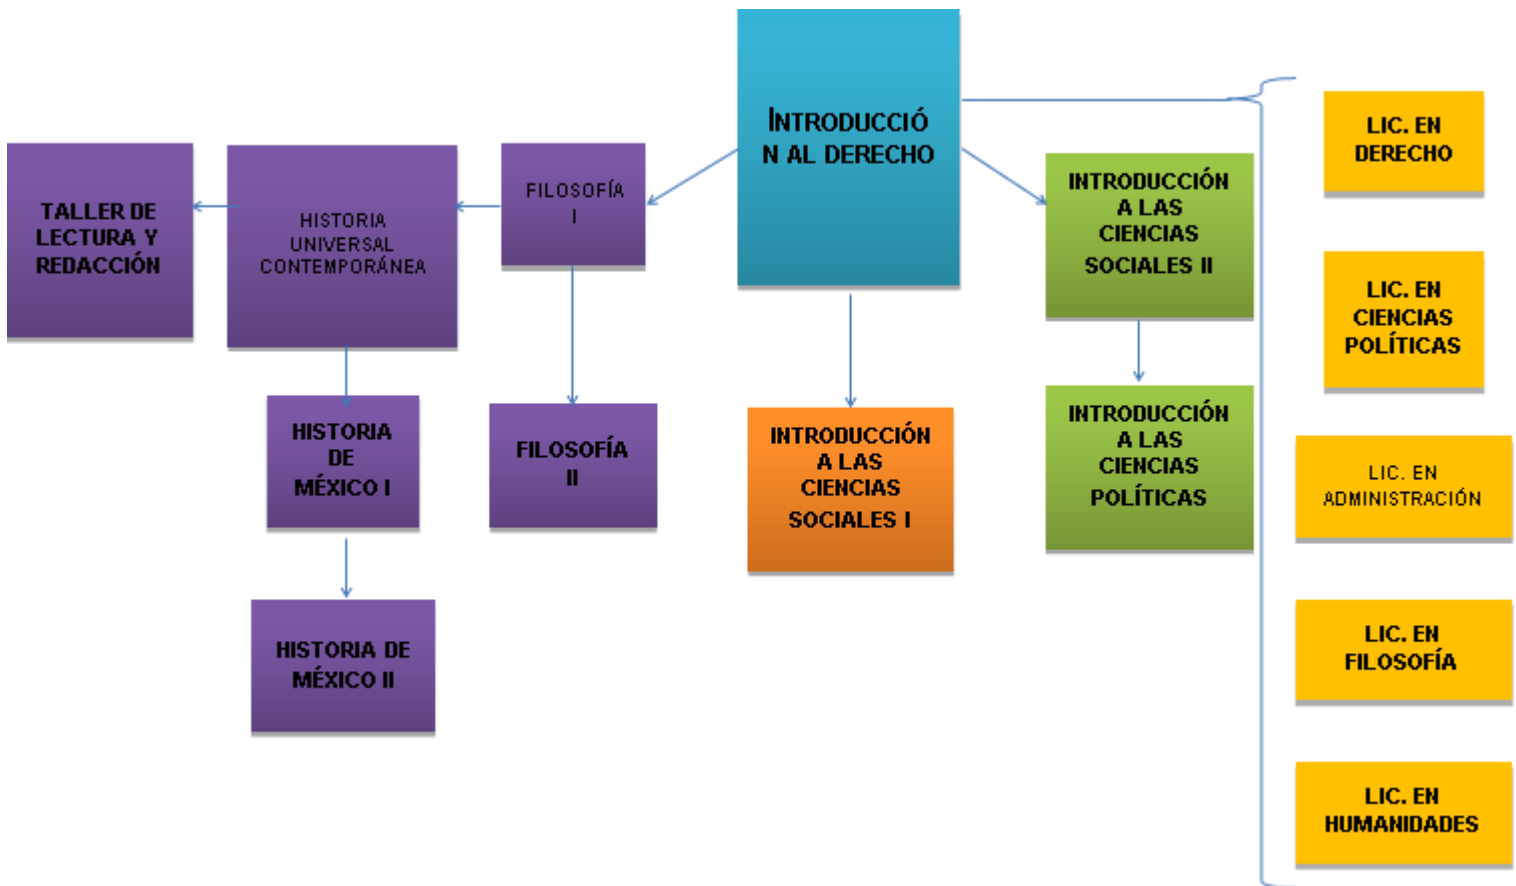 INTRODUCCIÓ
N AL DERECHO
TALLER DE
LECTURA Y
REDACCIÓN
HISTORIA
UNIVERSAL
CONTEMPORÁNEA
FILOSOFÍA
I
INTRODUCCIÓN
A LAS
CIENCIAS
SOCIALES II
HISTORIA
DE
MÉXICO I
FILOSOFÍA
II
INTRODUCCIÓN
A LAS
CIENCIAS
SOCIALES I
INTRODUCCIÓN
A LAS
CIENCIAS
POLÍTICAS
HISTORIA DE
MÉXICO II
LIC. EN
DERECHO
LIC. EN
CIENCIAS
POLÍTICAS
LIC. EN
ADMINISTRACIÓN
LIC. EN
FILOSOFÍA
LIC. EN
HUMANIDADES